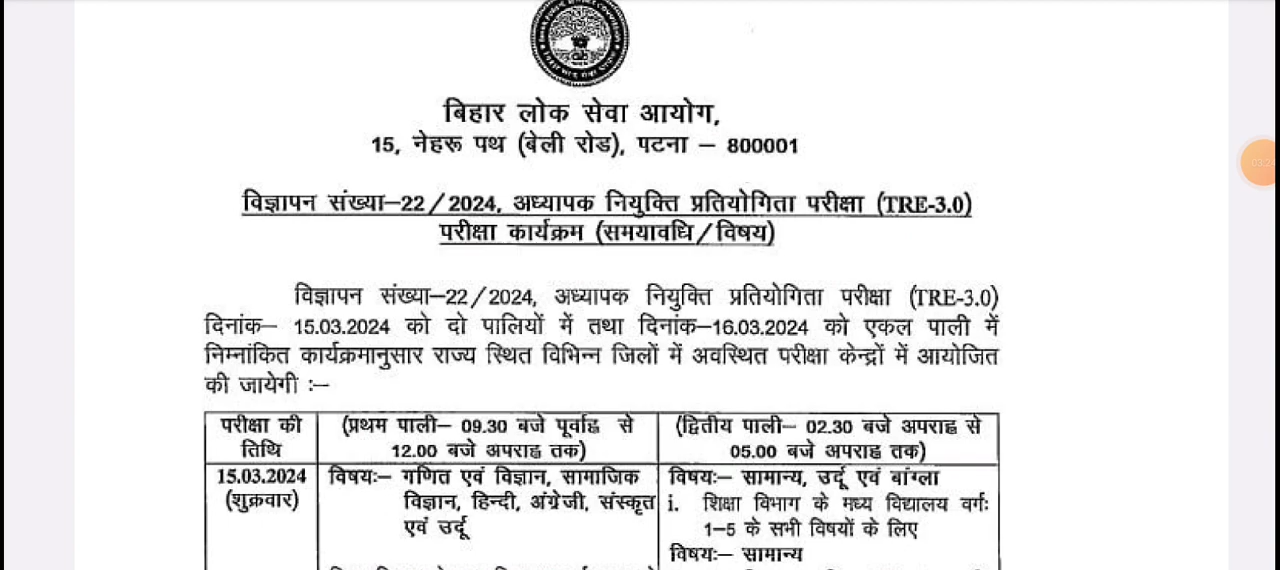 बिहार लोक सेवा आयोग,
15, नेहरू पथ (बेली रोड), पटना – 800001
विज्ञापन संख्या–22/2024, अध्यापक नियुक्ति प्रतियोगिता परीक्षा (TRE-3.0)
परीक्षा कार्यक्रम (समयावधि/विषय)
विज्ञापन संख्या–22/2024, अध्यापक नियुक्ति प्रतियोगिता परीक्षा (TRE-3.0)
दिनांक– 15.03.2024 को दो पालियों में तथा दिनांक–16.03.2024 को एकल पाली में
निम्नांकित कार्यक्रमानुसार राज्य स्थित विभिन्न जिलों में अवस्थित परीक्षा केन्द्रों में आयोजित
की जायेगी :–
परीक्षा की
तिथि
(प्रथम पाली– 09.30 बजे पूर्वाह्न से
12.00 बजे अपराह्न तक)
(द्वितीय पाली– 02.30 बजे अपराह्न से
05.00 बजे अपराह्न तक)
15.03.2024
(शुक्रवार)
विषयः– गणित एवं विज्ञान, सामाजिक
विज्ञान, हिन्दी, अंग्रेजी, संस्कृत
एवं उर्दू
विषयः– सामान्य, उर्दू एवं बांग्ला
i. शिक्षा विभाग के मध्य विद्यालय वर्गः
1–5 के सभी विषयों के लिए
विषयः– सामान्य
03:24